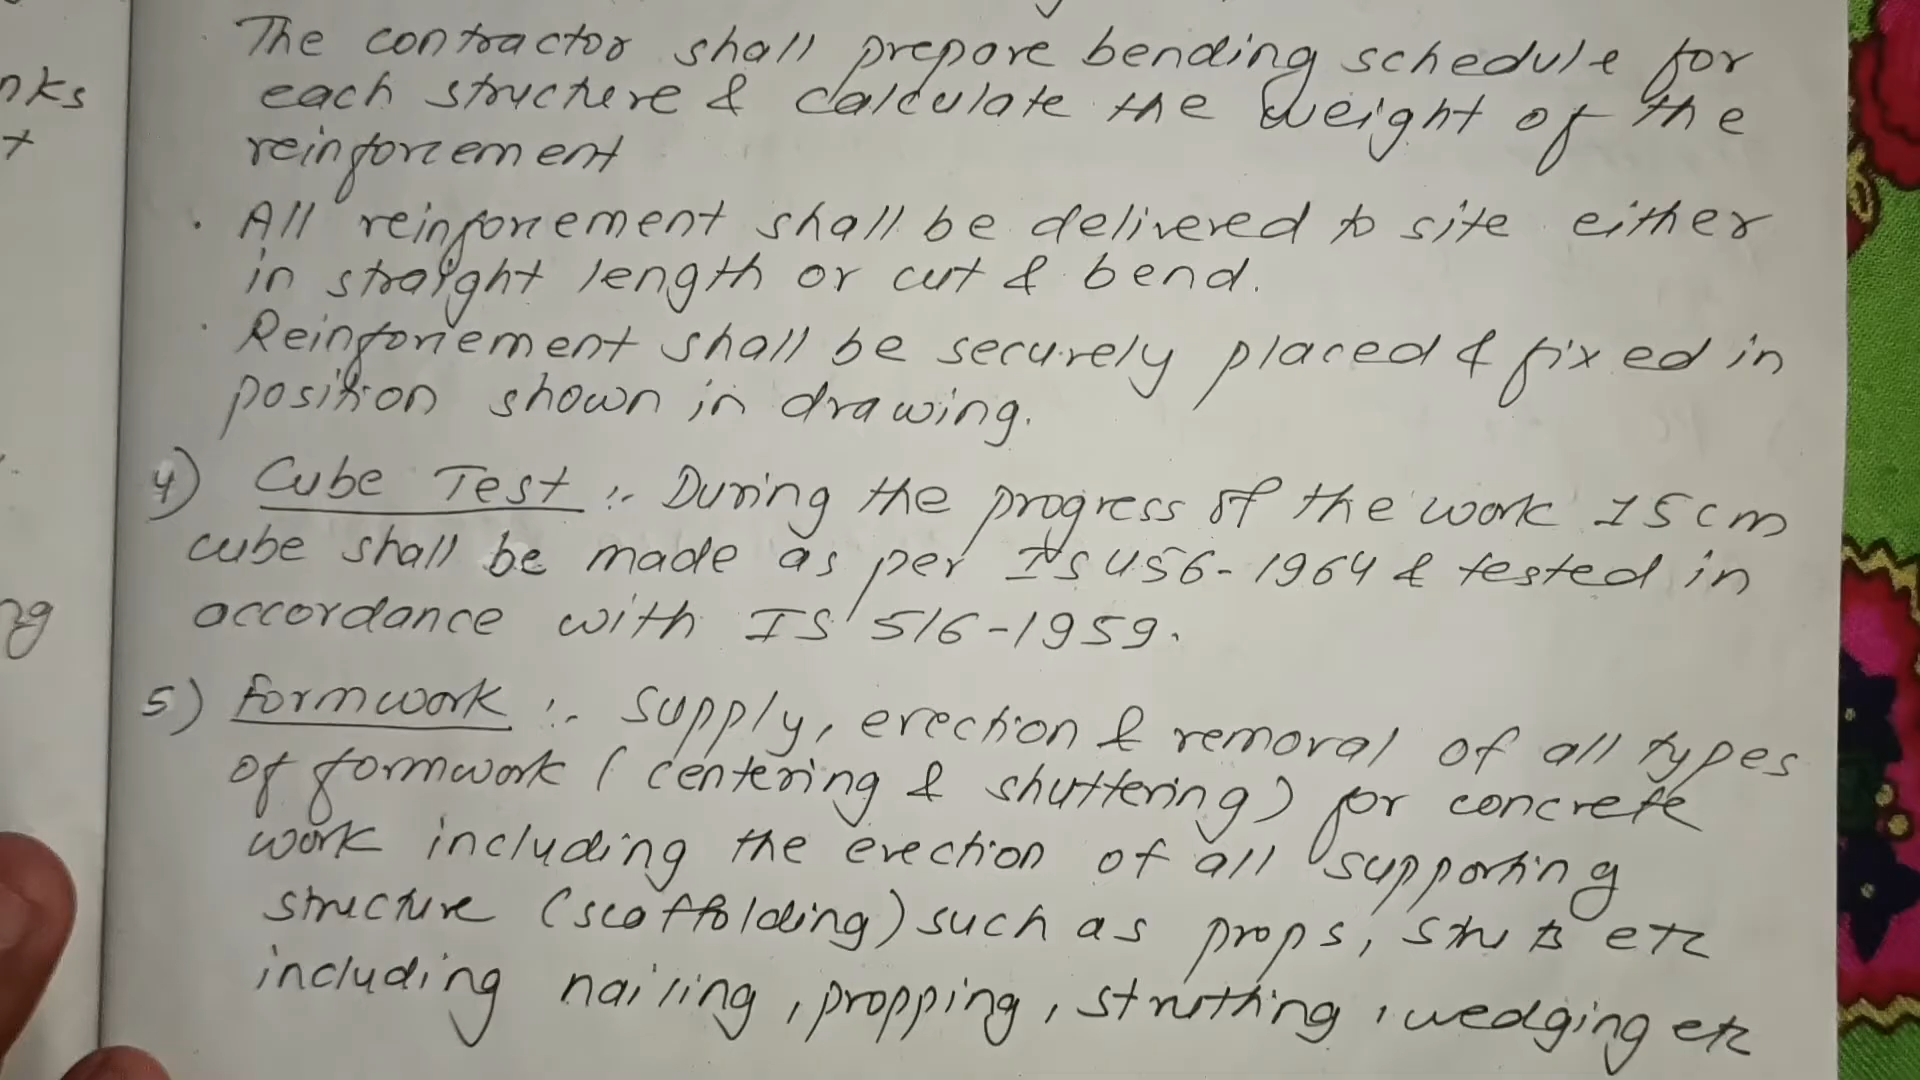 The contractor shall prepare bending schedule for
each structure & calculate the weight of the
reinforcement
· All reinforcement shall be delivered to site either
in straight length or cut & bend.
· Reinforcement shall be securely placed & fixed in
position shown in drawing.
4) Cube Test :- During the progress of the work 15cm
cube shall be made as per IS 456-1964 & tested in
accordance with IS 516-1959.
5) Formwork :- Supply, erection & removal of all types
of formwork (centering & shuttering) for concrete
work including the erection of all supporting
structure (scaffolding) such as props, struts etc
including nailing, propping, strutting, wedging etc
nks
t
ng